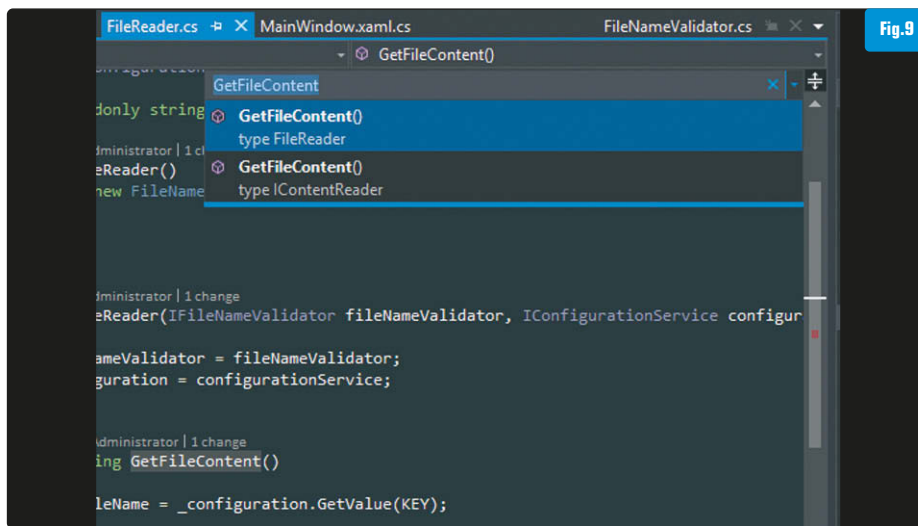 FileReader.cs MainWindow.xaml.cs FileNameValidator.cs
Fig.9
GetFileContent()
GetFileContent
donly string
GetFileContent()
type FileReader
dministrator | 1 cl
eReader()
GetFileContent()
new FileName
type IContentReader
dministrator | 1 change
eReader(IFileNameValidator fileNameValidator, IConfigurationService configur
ameValidator = fileNameValidator;
guration = configurationService;
Administrator | 1 change
ing GetFileContent()
leName = _configuration.GetValue(KEY);